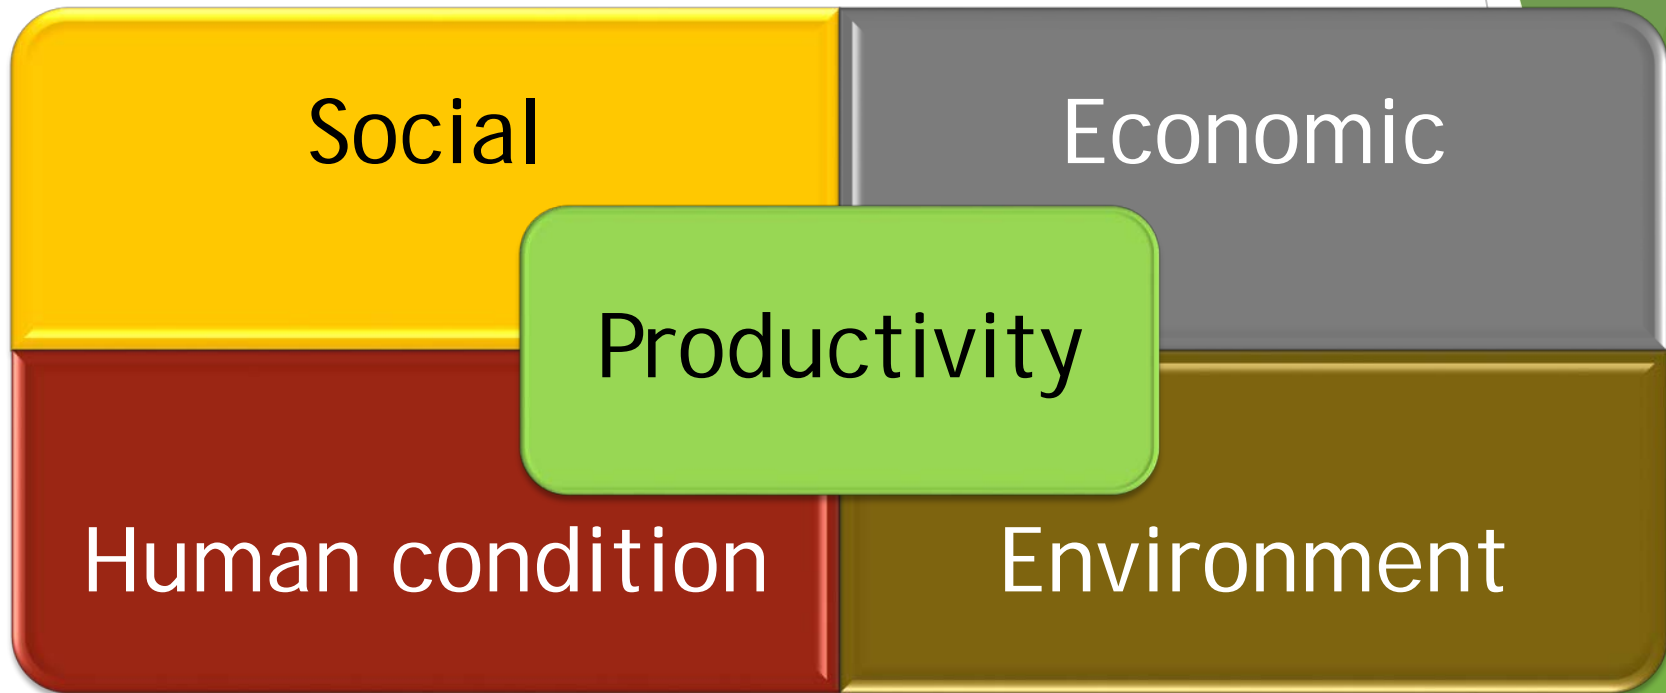 Social
Economic
Productivity
Human condition
Environment